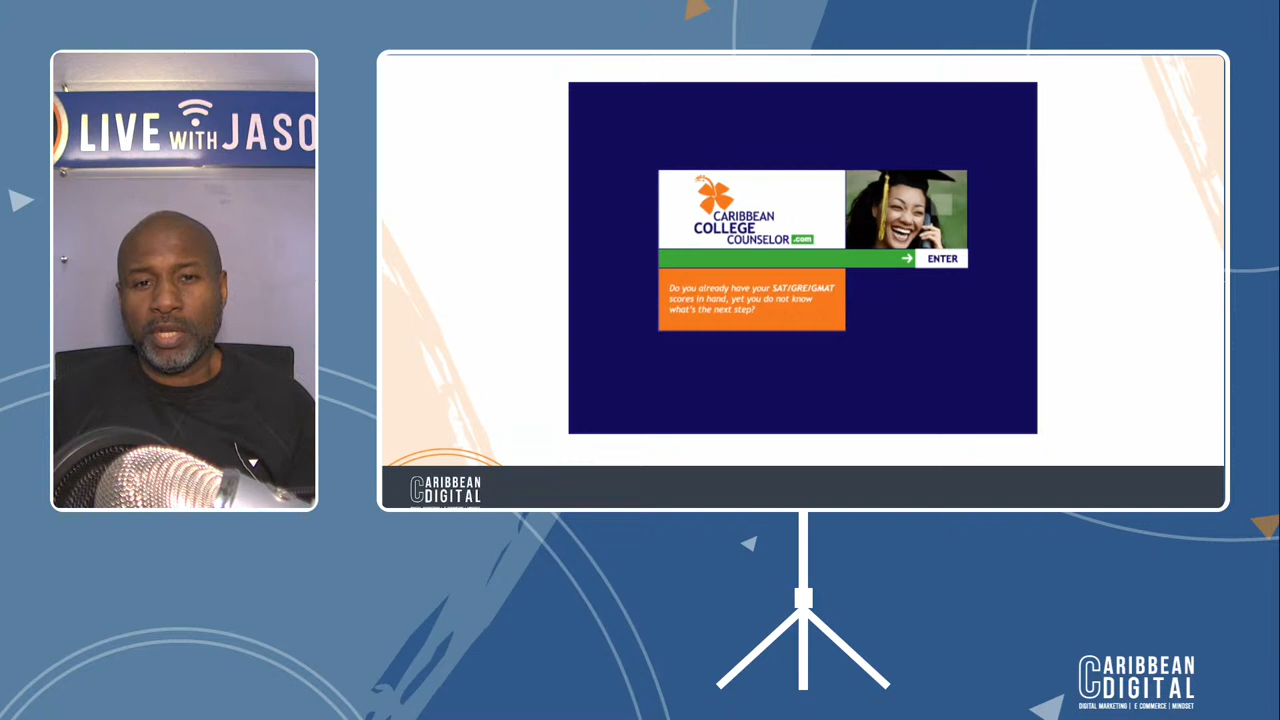 LIVE WITH JASO
CARIBBEAN
COLLEGE
COUNSELOR .com
ENTER
Do you already have your SAT/GRE/GMAT
scores in hand, yet you do not know
what's the next step?
CARIBBEAN
DIGITAL
CARIBBEAN
DIGITAL
DIGITAL MARKETING | E COMMERCE | MINDSET